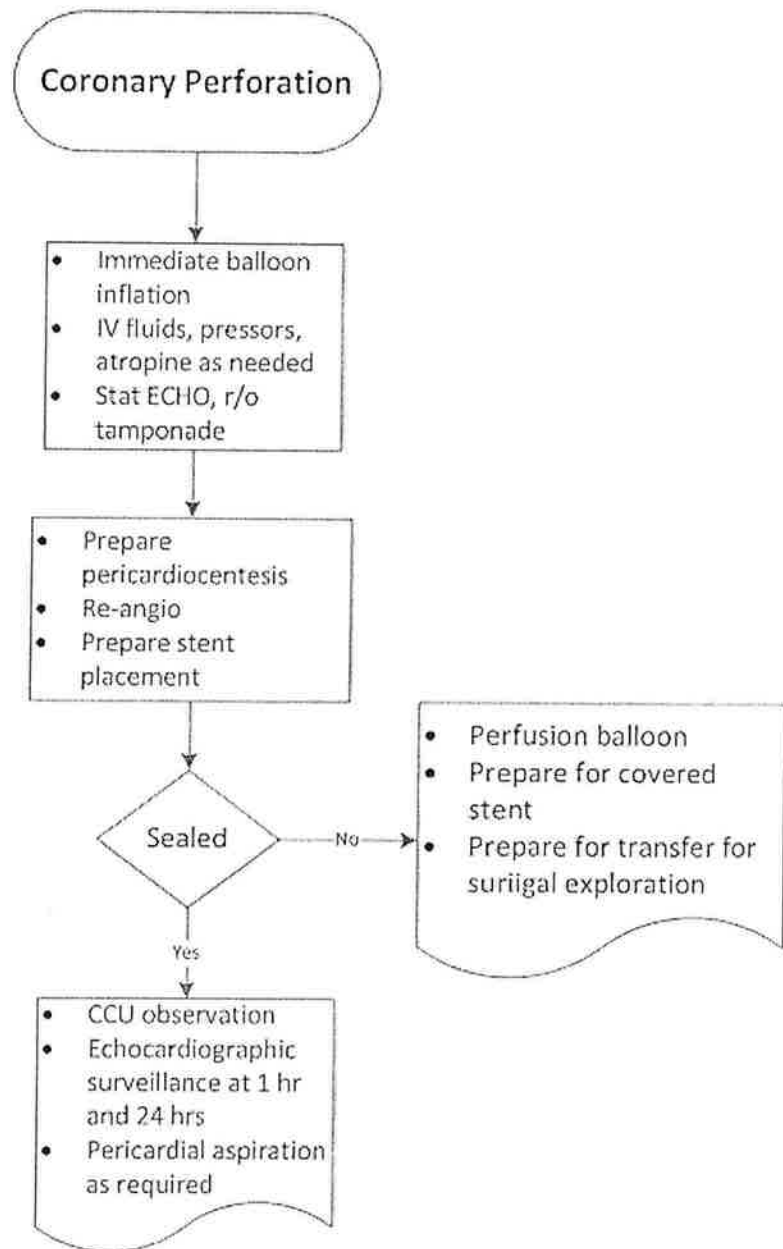 Coronary Perforation
• Immediate balloon
inflation
• IV fluids, pressors,
atropine as needed
• Stat ECHO, r/o
tamponade
• Prepare
pericardiocentesis
• Re-angio
• Prepare stent
placement
Sealed
No
• Perfusion balloon
• Prepare for covered
stent
• Prepare for transfer for
suriigal exploration
Yes
• CCU observation
• Echocardiographic
surveillance at 1 hr
and 24 hrs
• Pericardial aspiration
as required